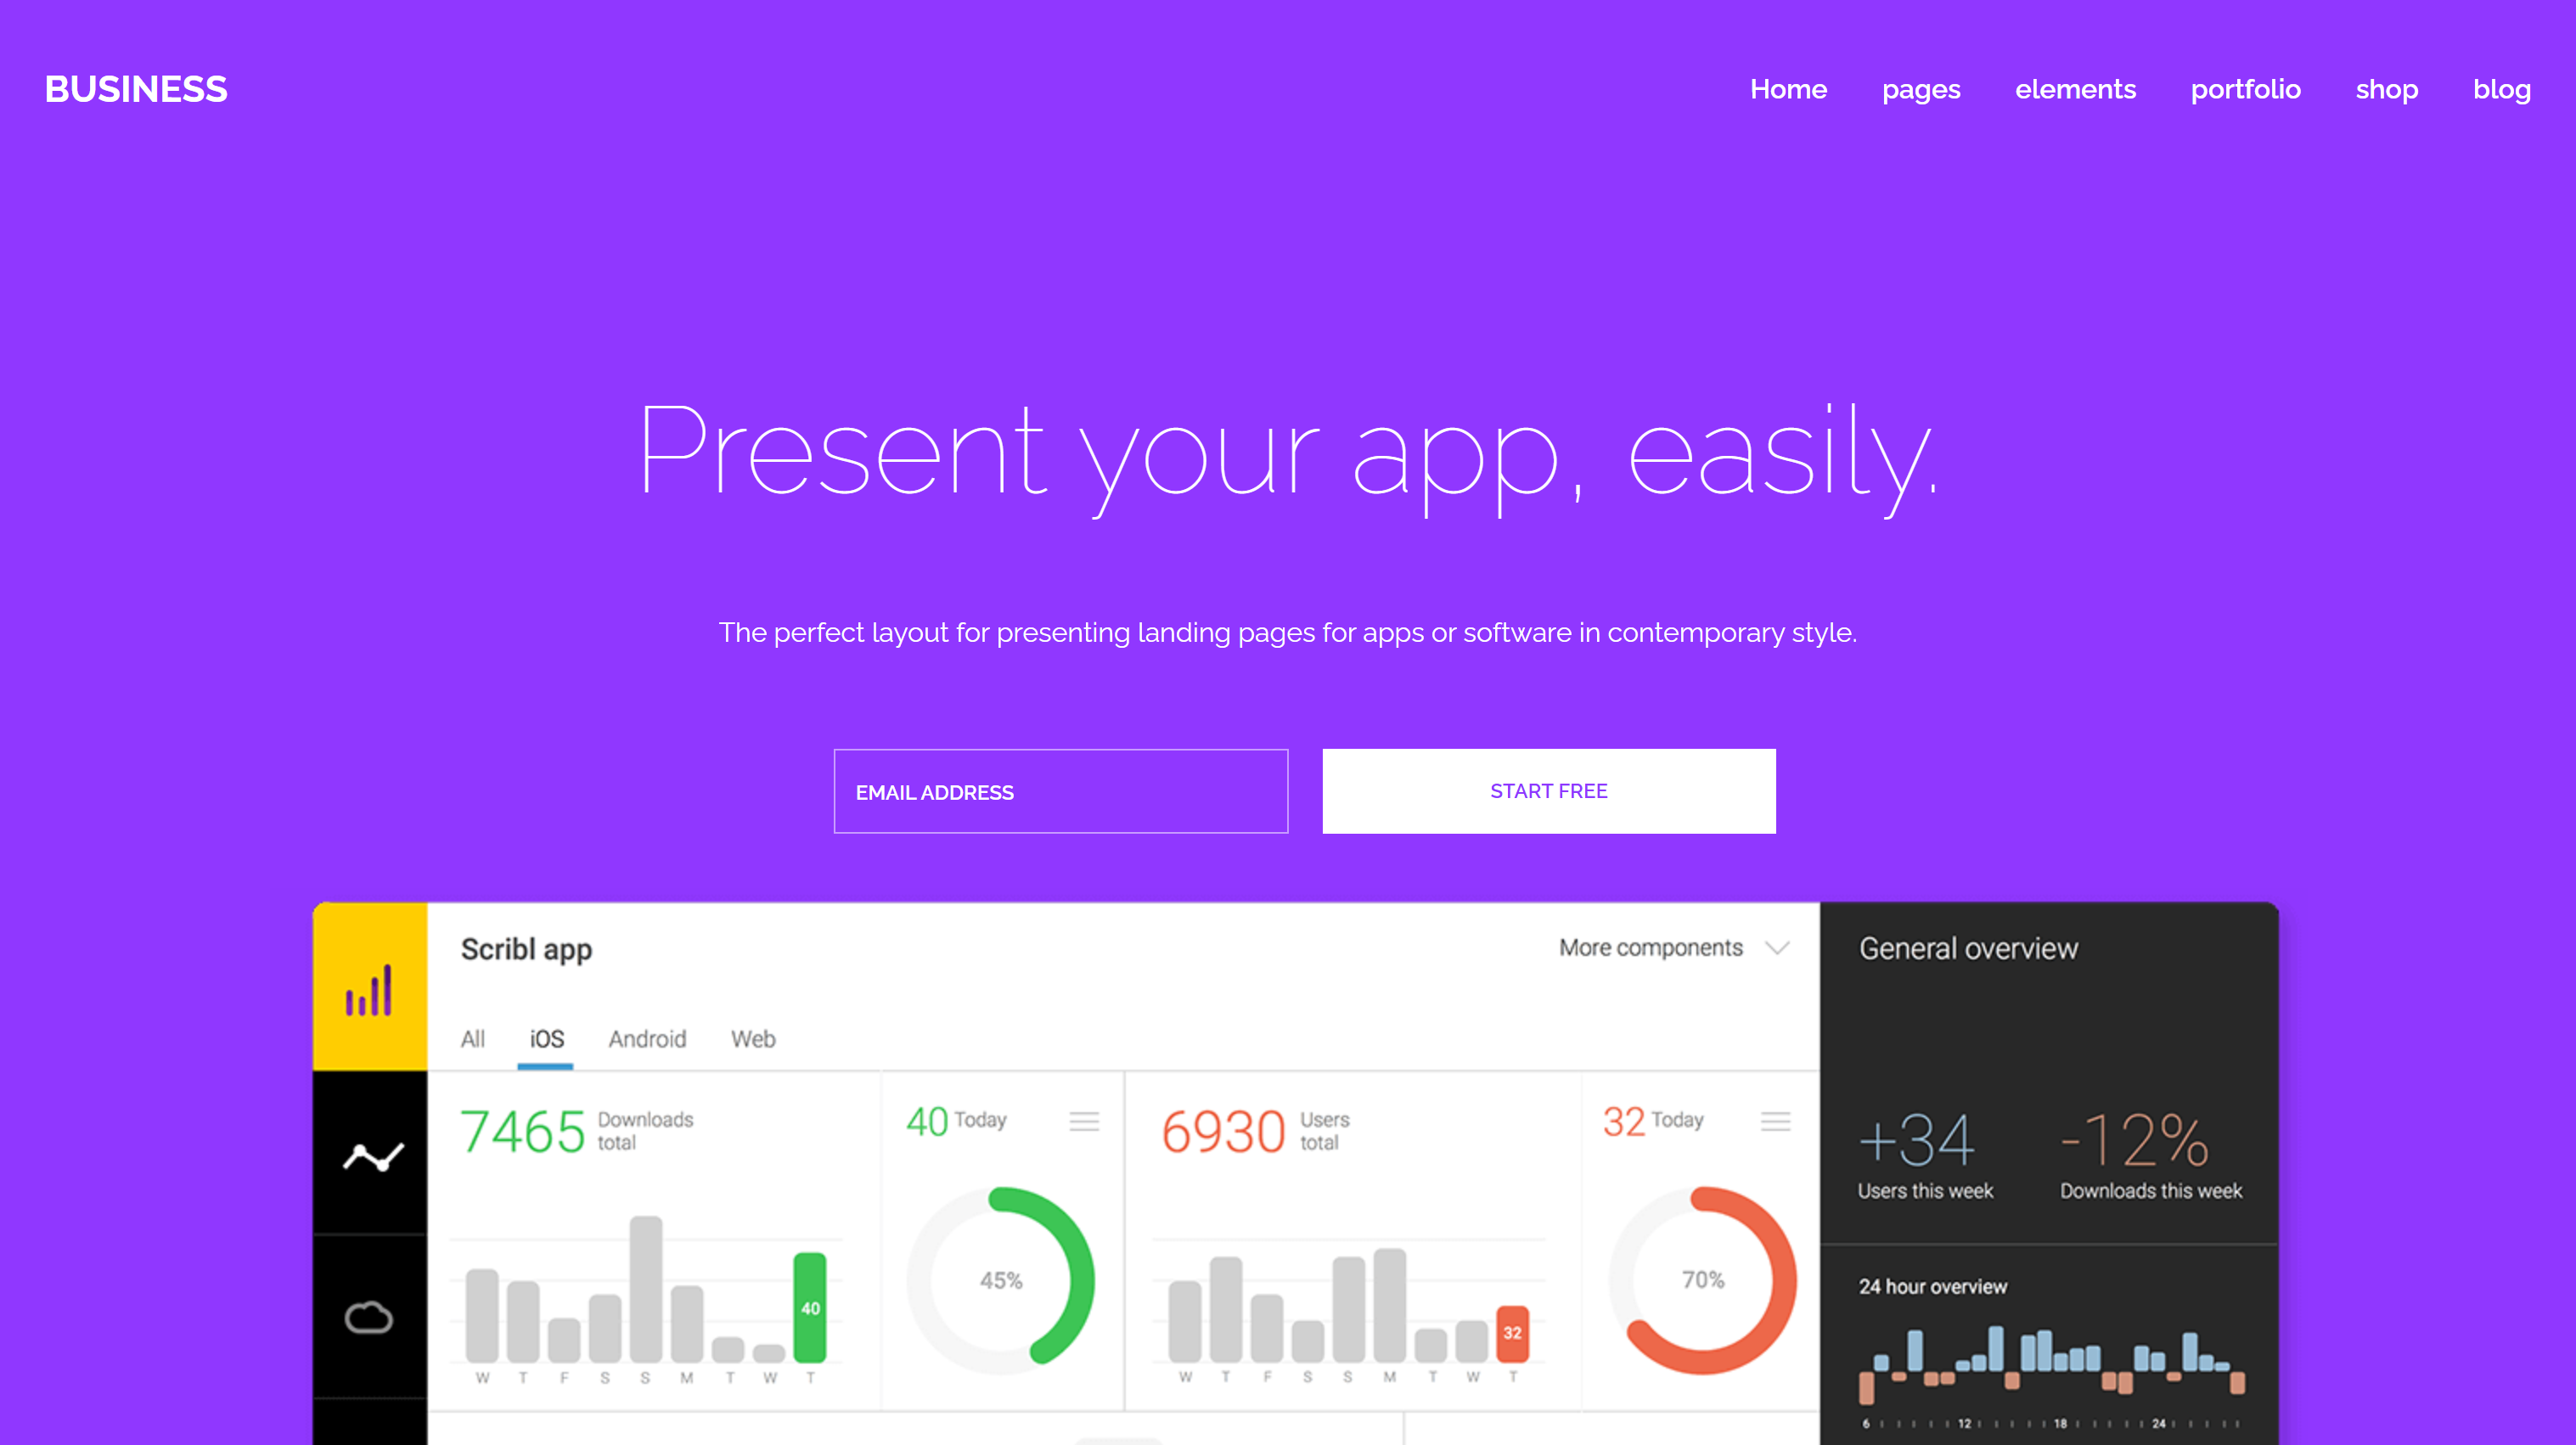 BUSINESS
Home pages elements portfolio shop blog
Present your app, easily.
The perfect layout for presenting landing pages for apps or software in contemporary style.
EMAIL ADDRESS
START FREE
Scribl app
More components
All iOS Android Web
7465 Downloads total
40 Today
45%
40
W T F S S M T W T
6930 Users total
32 Today
70%
32
W T F S S M T W T
General overview
+34
Users this week
-12%
Downloads this week
24 hour overview
6 12 18 24